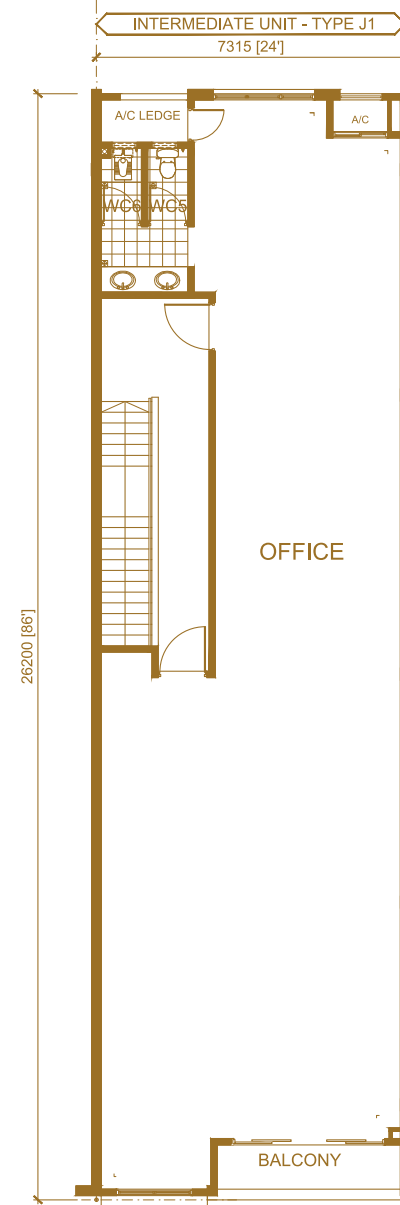 INTERMEDIATE UNIT - TYPE J1
7315 [24']
A/C LEDGE
A/C
WC6
WC5
OFFICE
26200 [86']
BALCONY